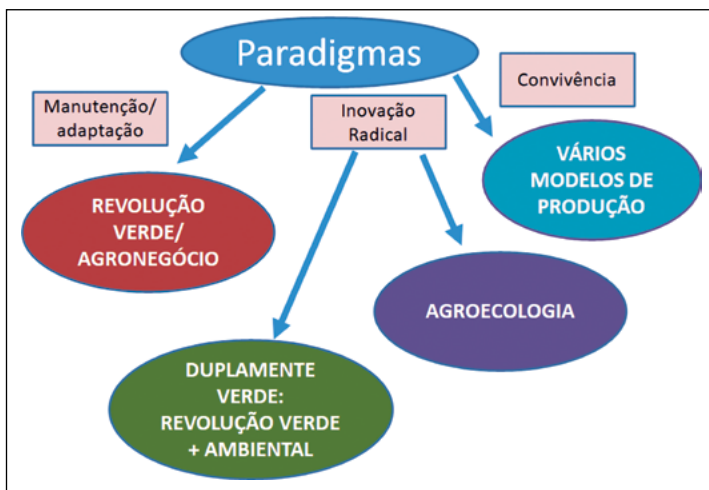 Paradigmas
Manutenção/
adaptação
Inovação
Radical
Convivência
REVOLUÇÃO
VERDE/
AGRONEGÓCIO
VÁRIOS
MODELOS DE
PRODUÇÃO
AGROECOLOGIA
DUPLAMENTE
VERDE:
REVOLUÇÃO VERDE
+ AMBIENTAL